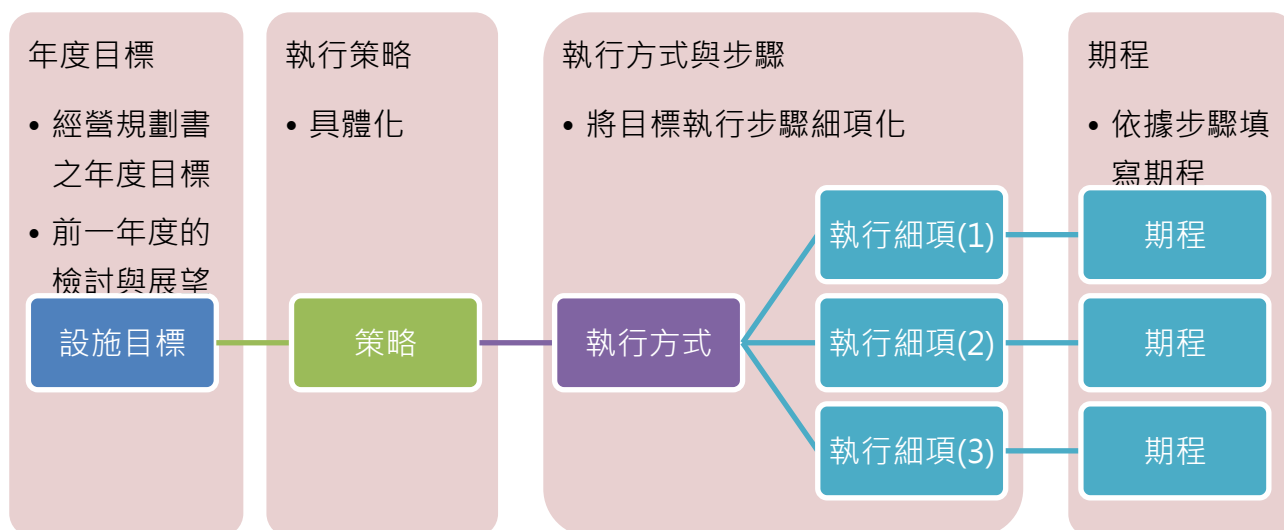 年度目標
• 經營規劃書
之年度目標
• 前一年度的
檢討與展望
設施目標
執行策略
• 具體化
策略
執行方式與步驟
• 將目標執行步驟細項化
執行方式
執行細項(1)
執行細項(2)
執行細項(3)
期程
• 依據步驟填
寫期程
期程
期程
期程